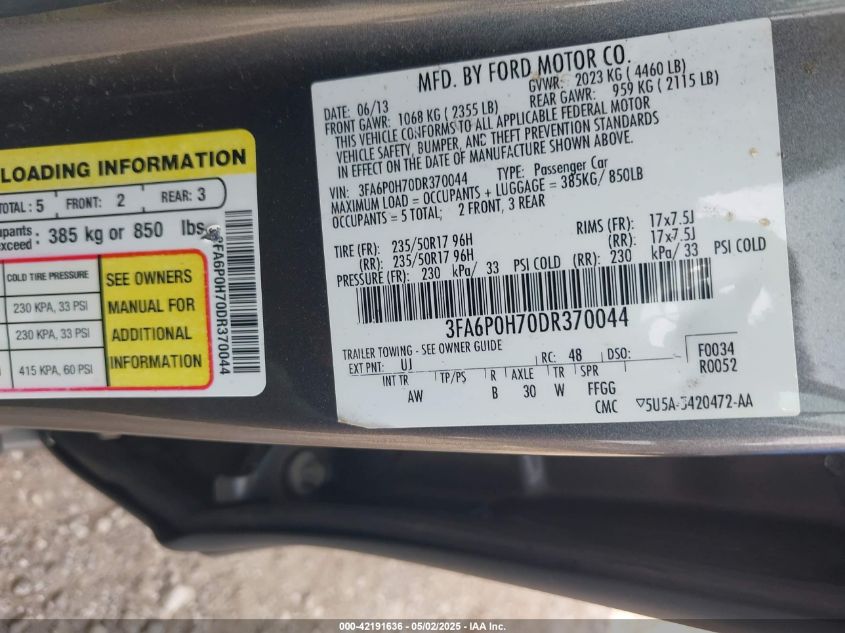 LOADING INFORMATION
TOTAL: 5 FRONT: 2 REAR: 3
385 kg or 850 lbs
COLD TIRE PRESSURE
230 KPA, 33 PSI
230 KPA, 33 PSI
415 KPA, 60 PSI
SEE OWNERS
MANUAL FOR
ADDITIONAL
INFORMATION
3FA6P0H70DR370044
MFD. BY FORD MOTOR CO.
DATE: 06/13 GVWR: 2023 KG ( 4460 LB)
FRONT GAWR: 1068 KG ( 2355 LB) REAR GAWR: 959 KG ( 2115 LB)
THIS VEHICLE CONFORMS TO ALL APPLICABLE FEDERAL MOTOR
VEHICLE SAFETY, BUMPER, AND THEFT PREVENTION STANDARDS
IN EFFECT ON THE DATE OF MANUFACTURE SHOWN ABOVE.
VIN: 3FA6P0H70DR370044 TYPE: Passenger Car
MAXIMUM LOAD = OCCUPANTS + LUGGAGE = 385KG/ 850LB
OCCUPANTS = 5 TOTAL; 2 FRONT, 3 REAR
TIRE (FR): 235/50R17 96H RIMS (FR): 17x7.5J
(RR): 235/50R17 96H (RR): 17x7.5J
PRESSURE (FR): 230 kPa/ 33 PSI COLD (RR): 230 kPa/ 33 PSI COLD
3FA6P0H70DR370044
TRAILER TOWING - SEE OWNER GUIDE
EXT PNT: UJ RC: 48 DSO: F0034
R0052
INT TR TP/PS R AXLE TR SPR
AW B 30 W FFGG
CMC 5U5A-3420472-AA
000-42191636 - 05/02/2025 - IAA Inc.